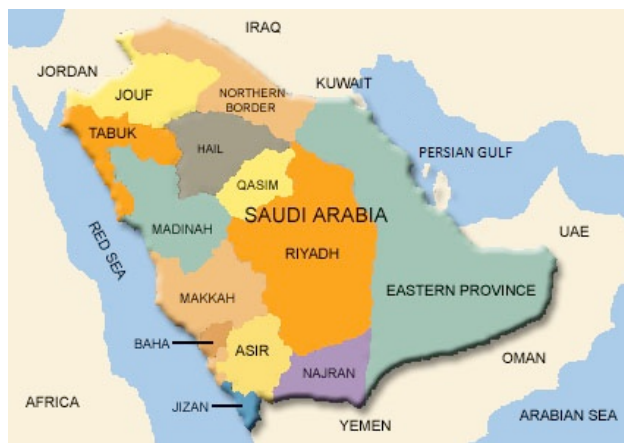 IRAQ
JORDAN
KUWAIT
JOUF
NORTHERN
BORDER
TABUK
HAIL
PERSIAN GULF
QASIM
SAUDI ARABIA
RED SEA
MADINAH
UAE
RIYADH
EASTERN PROVINCE
MAKKAH
BAHA
ASIR
OMAN
NAJRAN
AFRICA
JIZAN
ARABIAN SEA
YEMEN